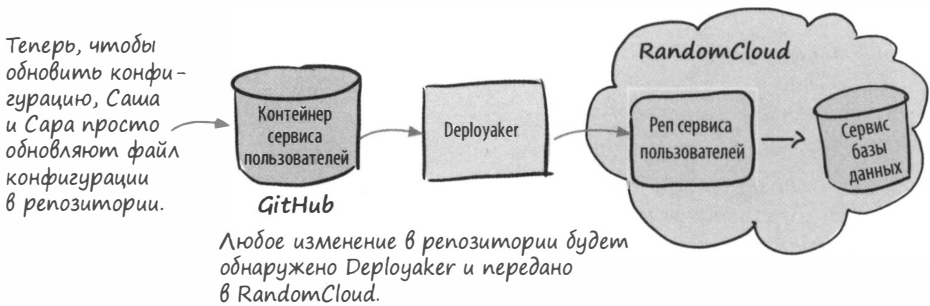 Теперь, чтобы
обновить конфи-
гурацию, Саша
и Сара просто
обновляют файл
конфигурации
в репозитории.
Контейнер
сервиса
пользователей
GitHub
Deployaker
RandomCloud
Реп сервиса
пользователей
Сервис
базы
данных
Любое изменение в репозитории будет
обнаружено Deployaker и передано
в RandomCloud.